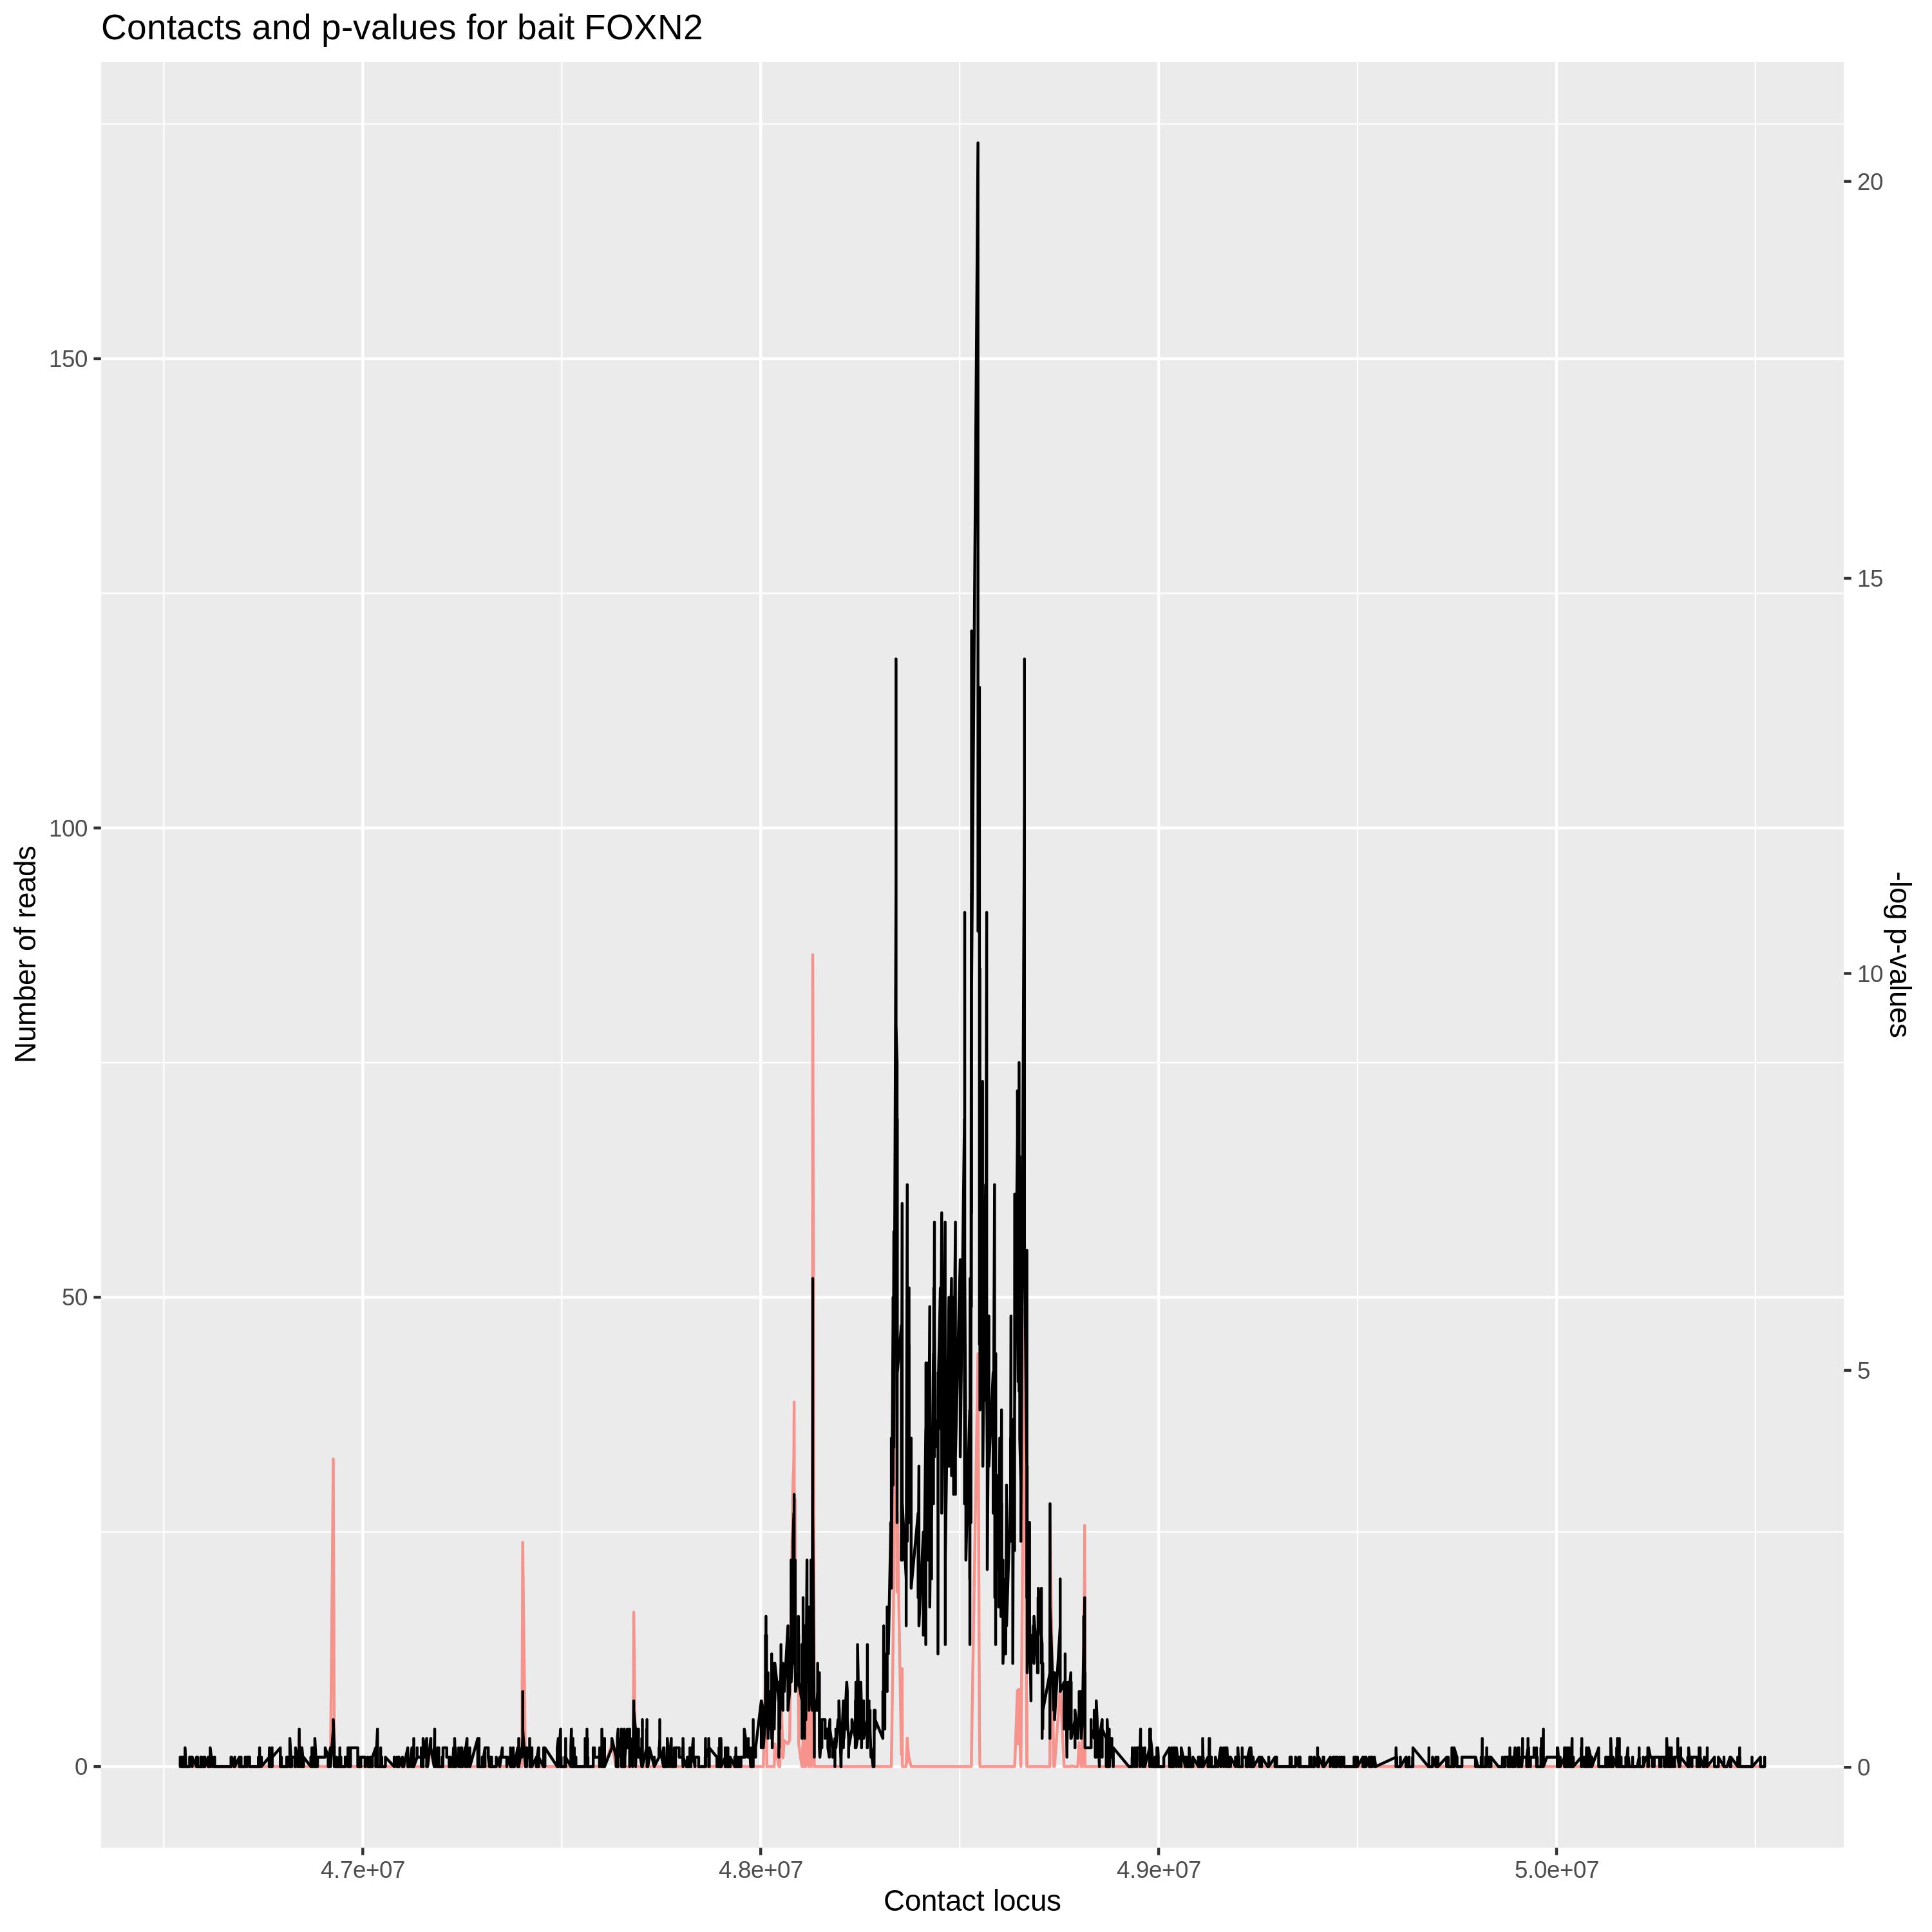 Contacts and p-values for bait FOXN2
Number of reads
150
100
50
0
20
15
10
5
0
-log p-values
4.7e+07
4.8e+07
4.9e+07
5.0e+07
Contact locus